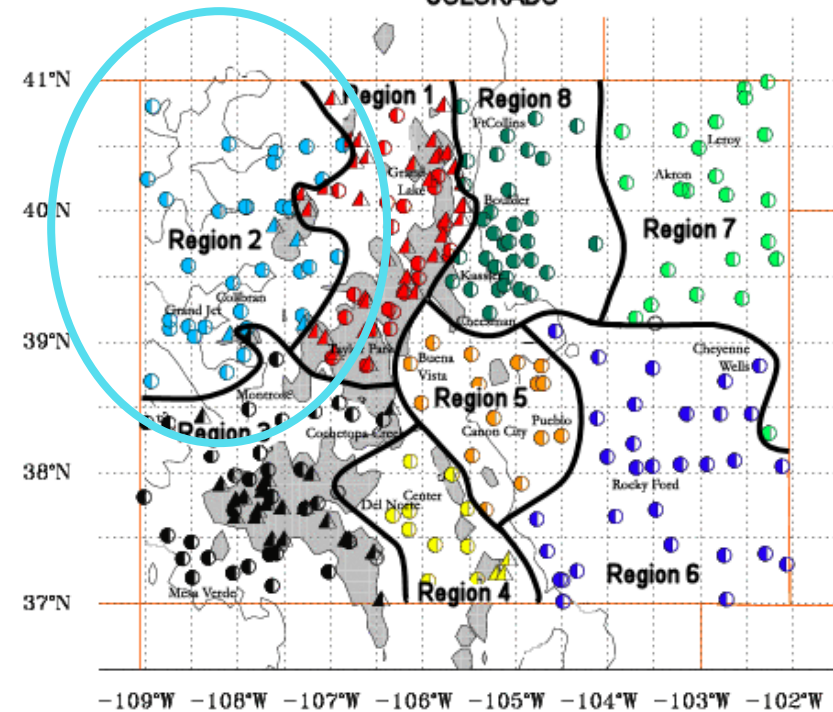 COLORADO
41°N
Region 1
Region 8
FtCollins
Leroy
Grand
Lake
Akron
40°N
Boulder
Region 2
Region 7
Kassler
Collbran
Grand Jct
Cheesman
39°N
Taylor Park
Buena
Vista
Cheyenne
Wells
Montrose
Region 5
Region 3
Cochetopa Creek
Canon City
Pueblo
38°N
Rocky Ford
Del Norte
Center
Mesa Verde
Region 4
Region 6
37°N
-109°W -108°W -107°W -106°W -105°W -104°W -103°W -102°W